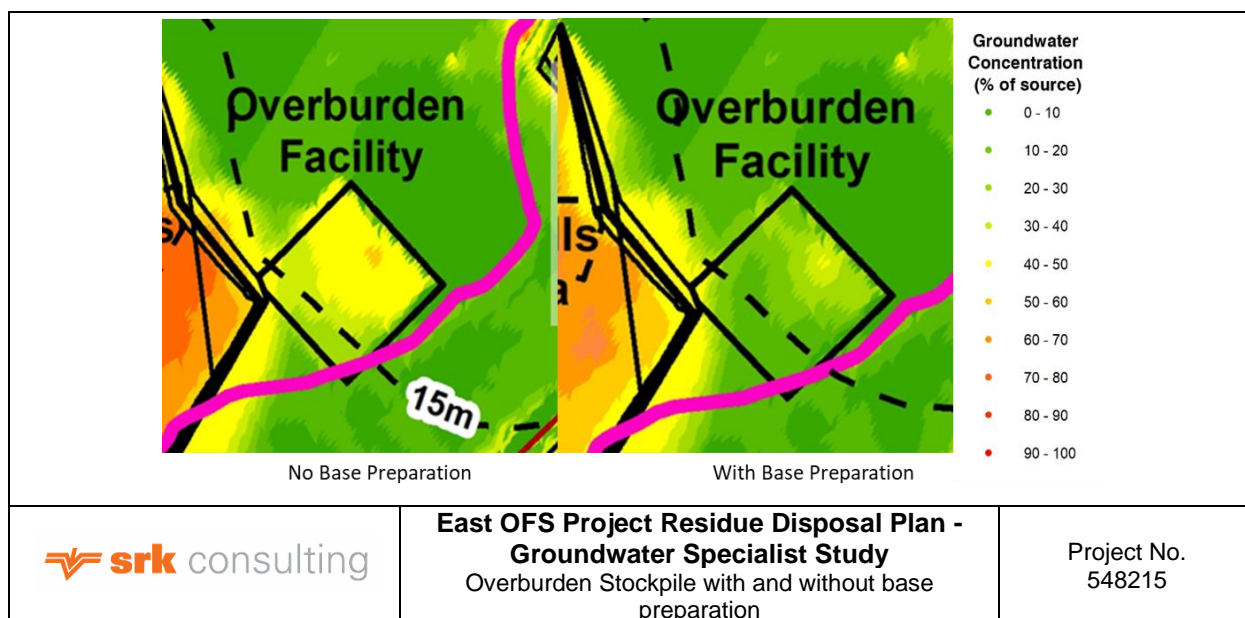 Overburden
Facility
s/
15m
No Base Preparation
Overburden
Facility
lls
a
With Base Preparation
Groundwater
Concentration
(% of source)
0 - 10
10 - 20
20 - 30
30 - 40
40 - 50
50 - 60
60 - 70
70 - 80
80 - 90
90 - 100
srk consulting
East OFS Project Residue Disposal Plan -
Groundwater Specialist Study
Overburden Stockpile with and without base
preparation
Project No.
548215